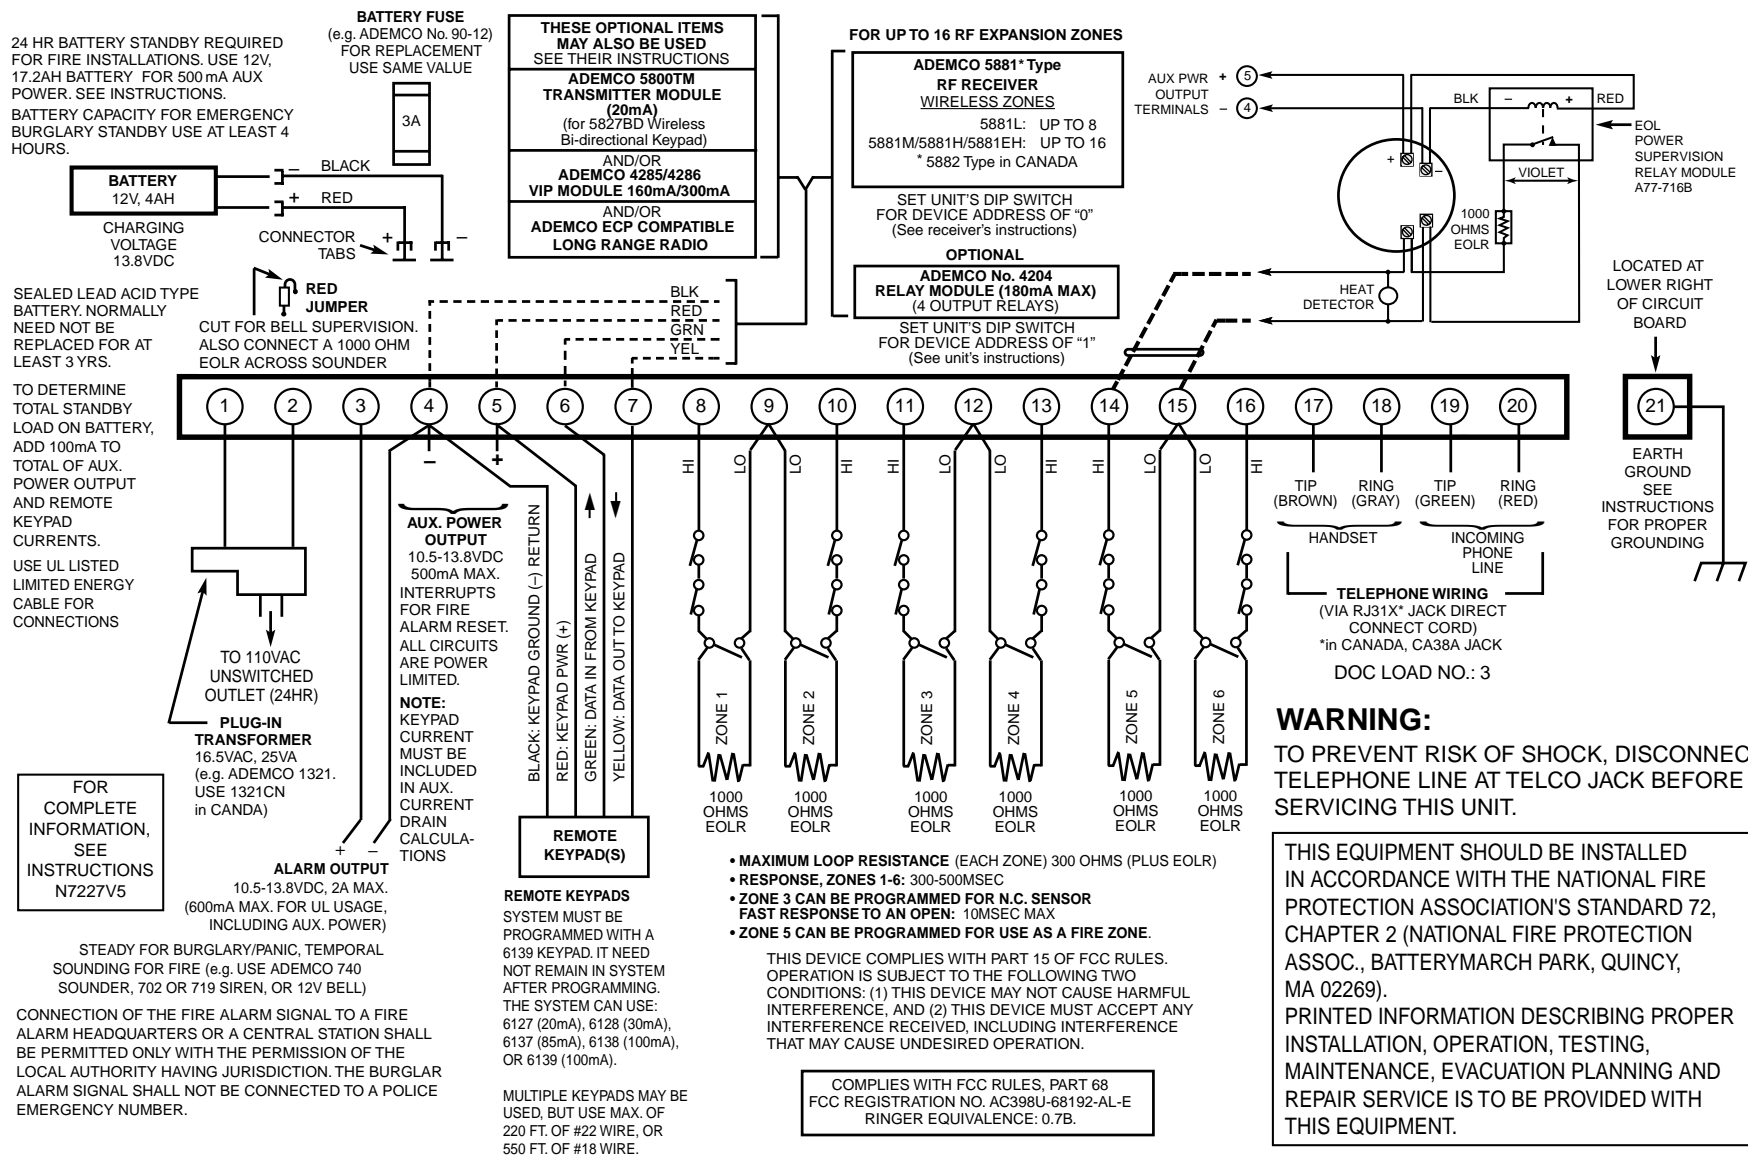 24 HR BATTERY STANDBY REQUIRED
FOR FIRE INSTALLATIONS. USE 12V,
17.2AH BATTERY FOR 500mA AUX
POWER. SEE INSTRUCTIONS.
BATTERY CAPACITY FOR EMERGENCY
BURGLARY STANDBY USE AT LEAST 4
HOURS.
BATTERY
12V, 4AH
CHARGING
VOLTAGE
13.8VDC
– BLACK
+ RED
CONNECTOR
TABS
+ –
BATTERY FUSE
(e.g. ADEMCO No. 90-12)
FOR REPLACEMENT
USE SAME VALUE
3A
RED
JUMPER
CUT FOR BELL SUPERVISION.
ALSO CONNECT A 1000 OHM
EOLR ACROSS SOUNDER
THESE OPTIONAL ITEMS
MAY ALSO BE USED
SEE THEIR INSTRUCTIONS
ADEMCO 5800TM
TRANSMITTER MODULE
(20mA)
(for 5827BD Wireless
Bi-directional Keypad)
AND/OR
ADEMCO 4285/4286
VIP MODULE 160mA/300mA
AND/OR
ADEMCO ECP COMPATIBLE
LONG RANGE RADIO
BLK
RED
GRN
YEL
FOR UP TO 16 RF EXPANSION ZONES
ADEMCO 5881* Type
RF RECEIVER
WIRELESS ZONES
5881L: UP TO 8
5881M/5881H/5881EH: UP TO 16
* 5882 Type in CANADA
SET UNIT'S DIP SWITCH
FOR DEVICE ADDRESS OF “0”
(See receiver's instructions)
OPTIONAL
ADEMCO No. 4204
RELAY MODULE (180mA MAX)
(4 OUTPUT RELAYS)
SET UNIT'S DIP SWITCH
FOR DEVICE ADDRESS OF “1”
(See unit's instructions)
AUX PWR + 5
OUTPUT
TERMINALS – 4
BLK – + RED
+ –
EOL
POWER
SUPERVISION
RELAY MODULE
A77-716B
VIOLET
1000
OHMS
EOLR
HEAT
DETECTOR
LOCATED AT
LOWER RIGHT
OF CIRCUIT
BOARD
SEALED LEAD ACID TYPE
BATTERY. NORMALLY
NEED NOT BE
REPLACED FOR AT
LEAST 3 YRS.
TO DETERMINE
TOTAL STANDBY
LOAD ON BATTERY,
ADD 100mA TO
TOTAL OF AUX.
POWER OUTPUT
AND REMOTE
KEYPAD
CURRENTS.
USE UL LISTED
LIMITED ENERGY
CABLE FOR
CONNECTIONS
1 2 3 4 5 6 7 8 9 10 11 12 13 14 15 16 17 18 19 20 21
– +
HI LO LO HI HI LO LO HI HI LO LO HI
TO 110VAC
UNSWITCHED
OUTLET (24HR)
PLUG-IN
TRANSFORMER
16.5VAC, 25VA
(e.g. ADEMCO 1321.
USE 1321CN
in CANDA)
FOR
COMPLETE
INFORMATION,
SEE
INSTRUCTIONS
N7227V5
+ –
ALARM OUTPUT
10.5-13.8VDC, 2A MAX.
(600mA MAX. FOR UL USAGE,
INCLUDING AUX. POWER)
STEADY FOR BURGLARY/PANIC, TEMPORAL
SOUNDING FOR FIRE (e.g. USE ADEMCO 740
SOUNDER, 702 OR 719 SIREN, OR 12V BELL)
CONNECTION OF THE FIRE ALARM SIGNAL TO A FIRE
ALARM HEADQUARTERS OR A CENTRAL STATION SHALL
BE PERMITTED ONLY WITH THE PERMISSION OF THE
LOCAL AUTHORITY HAVING JURISDICTION. THE BURGLAR
ALARM SIGNAL SHALL NOT BE CONNECTED TO A POLICE
EMERGENCY NUMBER.
AUX. POWER
OUTPUT
10.5-13.8VDC
500mA MAX.
INTERRUPTS
FOR FIRE
ALARM RESET.
ALL CIRCUITS
ARE POWER
LIMITED.
NOTE:
KEYPAD
CURRENT
MUST BE
INCLUDED
IN AUX.
CURRENT
DRAIN
CALCULA-
TIONS
BLACK: KEYPAD GROUND (–) RETURN
RED: KEYPAD PWR (+)
GREEN: DATA IN FROM KEYPAD
YELLOW: DATA OUT TO KEYPAD
REMOTE
KEYPAD(S)
REMOTE KEYPADS
SYSTEM MUST BE
PROGRAMMED WITH A
6139 KEYPAD. IT NEED
NOT REMAIN IN SYSTEM
AFTER PROGRAMMING.
THE SYSTEM CAN USE:
6127 (20mA), 6128 (30mA),
6137 (85mA), 6138 (100mA),
OR 6139 (100mA).
MULTIPLE KEYPADS MAY BE
USED, BUT USE MAX. OF
220 FT. OF #22 WIRE, OR
550 FT. OF #18 WIRE.
ZONE 1
ZONE 2
ZONE 3
ZONE 4
ZONE 5
ZONE 6
1000 1000 1000 1000 1000 1000
OHMS OHMS OHMS OHMS OHMS OHMS
EOLR EOLR EOLR EOLR EOLR EOLR
• MAXIMUM LOOP RESISTANCE (EACH ZONE) 300 OHMS (PLUS EOLR)
• RESPONSE, ZONES 1-6: 300-500MSEC
• ZONE 3 CAN BE PROGRAMMED FOR N.C. SENSOR
FAST RESPONSE TO AN OPEN: 10MSEC MAX
• ZONE 5 CAN BE PROGRAMMED FOR USE AS A FIRE ZONE.
THIS DEVICE COMPLIES WITH PART 15 OF FCC RULES.
OPERATION IS SUBJECT TO THE FOLLOWING TWO
CONDITIONS: (1) THIS DEVICE MAY NOT CAUSE HARMFUL
INTERFERENCE, AND (2) THIS DEVICE MUST ACCEPT ANY
INTERFERENCE RECEIVED, INCLUDING INTERFERENCE
THAT MAY CAUSE UNDESIRED OPERATION.
COMPLIES WITH FCC RULES, PART 68
FCC REGISTRATION NO. AC398U-68192-AL-E
RINGER EQUIVALENCE: 0.7B.
TIP RING TIP RING
(BROWN) (GRAY) (GREEN) (RED)
HANDSET
INCOMING
PHONE
LINE
TELEPHONE WIRING
(VIA RJ31X* JACK DIRECT
CONNECT CORD)
*in CANADA, CA38A JACK
DOC LOAD NO.: 3
EARTH
GROUND
SEE
INSTRUCTIONS
FOR PROPER
GROUNDING
WARNING:
TO PREVENT RISK OF SHOCK, DISCONNEC
TELEPHONE LINE AT TELCO JACK BEFORE
SERVICING THIS UNIT.
THIS EQUIPMENT SHOULD BE INSTALLED
IN ACCORDANCE WITH THE NATIONAL FIRE
PROTECTION ASSOCIATION'S STANDARD 72,
CHAPTER 2 (NATIONAL FIRE PROTECTION
ASSOC., BATTERYMARCH PARK, QUINCY,
MA 02269).
PRINTED INFORMATION DESCRIBING PROPER
INSTALLATION, OPERATION, TESTING,
MAINTENANCE, EVACUATION PLANNING AND
REPAIR SERVICE IS TO BE PROVIDED WITH
THIS EQUIPMENT.